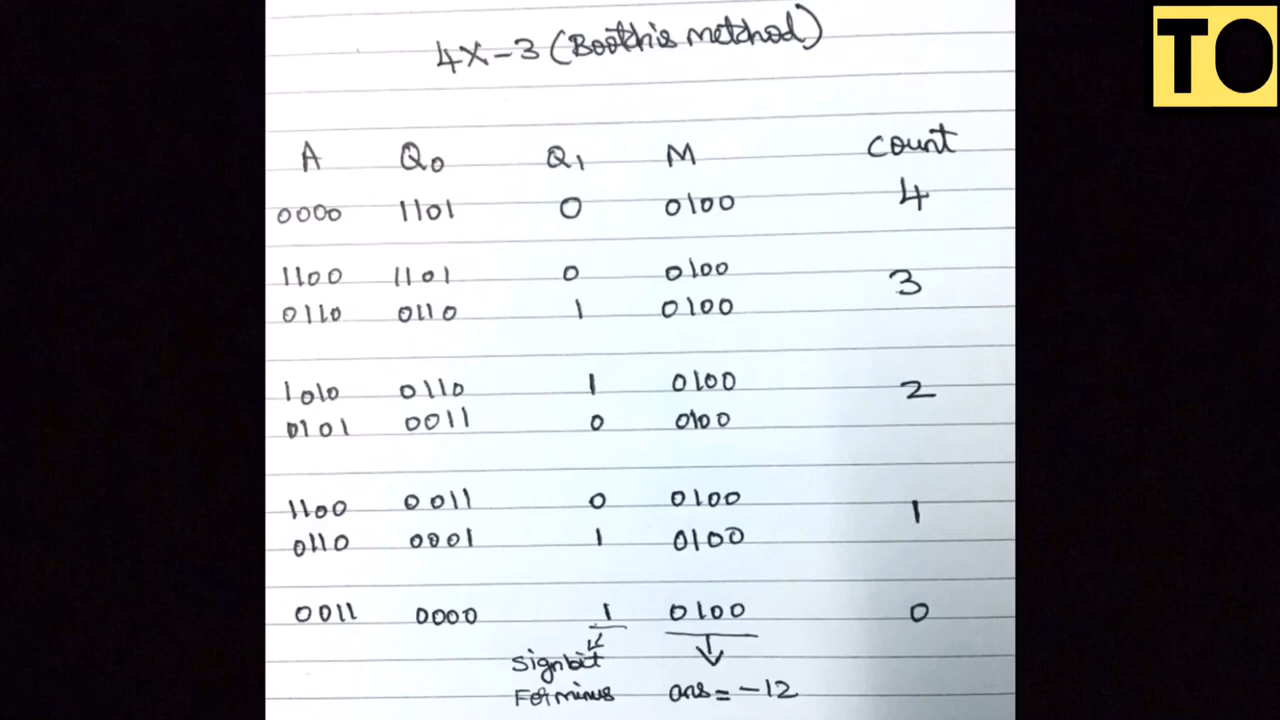 TO
4X-3 (Booth's method)
A Q0 Q1 M count
0000 1101 0 0100 4
1100 1101 0 0100
3
0110 0110 1 0100
1010 0110 1 0100
2
0101 0011 0 0100
1100 0011 0 0100
1
0110 0001 1 0100
0011 0000 1 0100 0
Signbit
For minus ans = -12